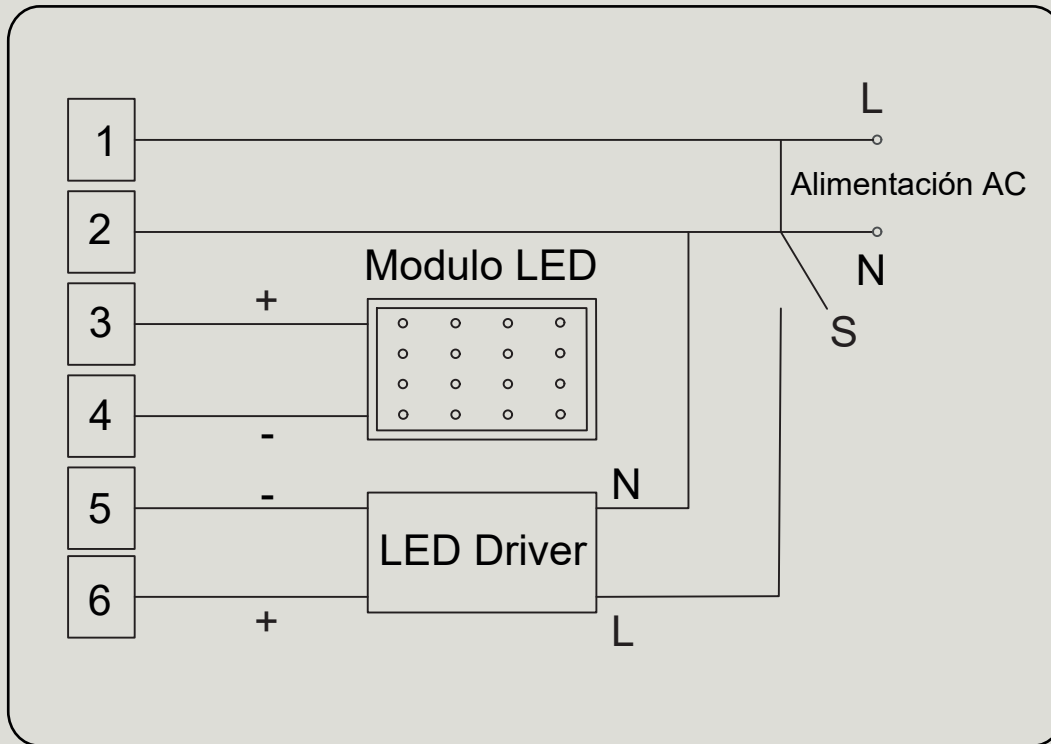 L
1
Alimentación AC
2
Modulo LED
N
3
+
S
4
-
-
N
5
LED Driver
6
+
L